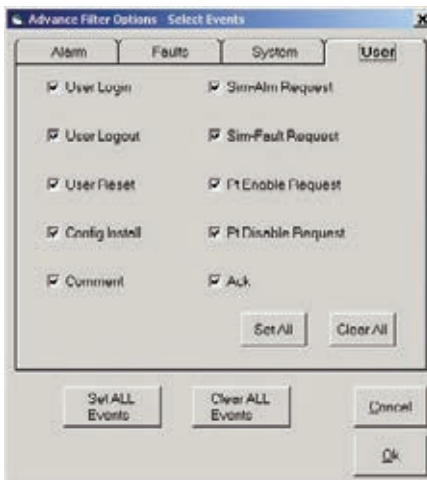 Advance Filter Options - Select Events
Alarm Faults System User
User Login Sim-Alm Request
User Logout Sim-Fault Request
User Reset Pt Enable Request
Config Install Pt Disable Request
Comment Ack
Set All Clear All
Set ALL Events Clear ALL Events Cancel
Ok